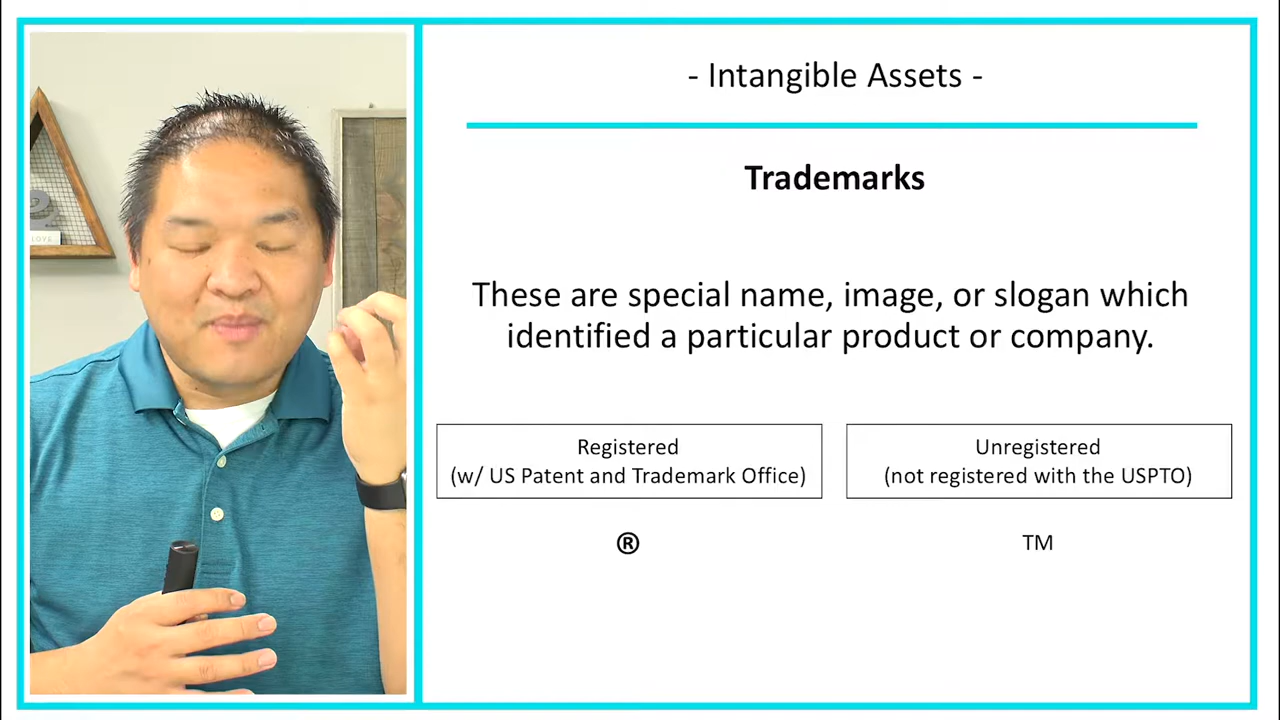 - Intangible Assets -
Trademarks
These are special name, image, or slogan which
identified a particular product or company.
Registered
(w/ US Patent and Trademark Office)
Unregistered
(not registered with the USPTO)
®
TM
LOVE